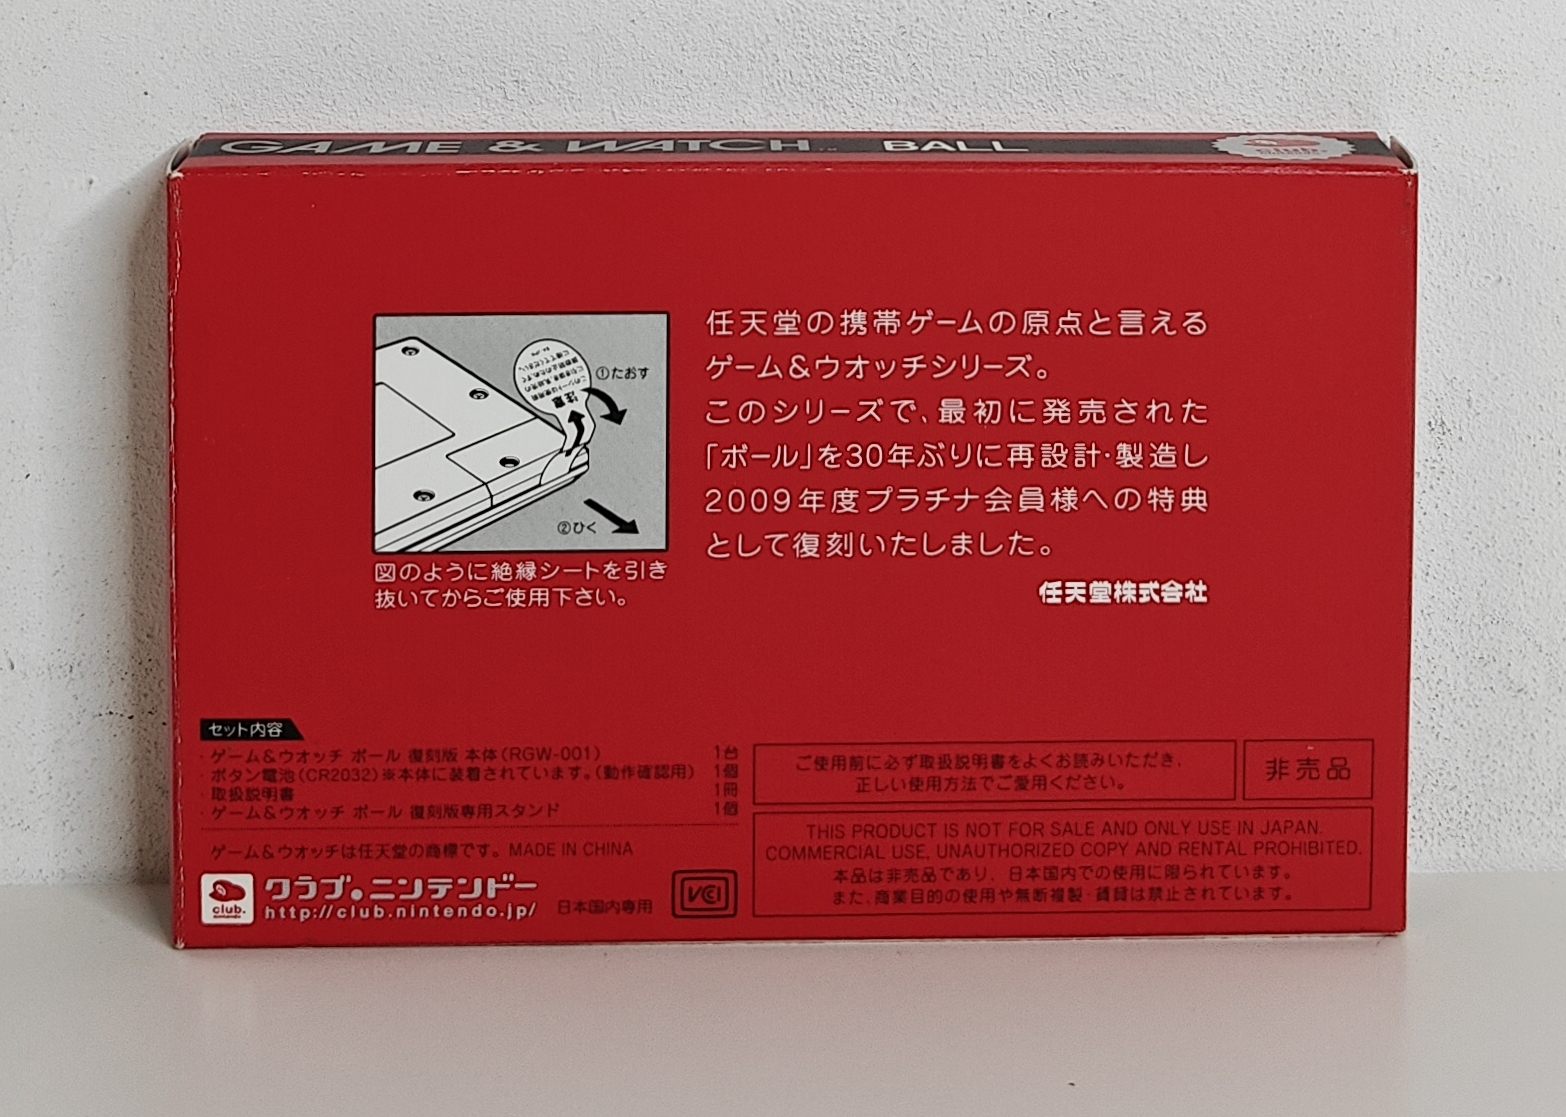 GAME & WATCH BALL
任天堂の携帯ゲームの原点と言える
ゲーム&ウオッチシリーズ。
このシリーズで、最初に発売された
「ボール」を30年ぶりに再設計・製造し
2009年度プラチナ会員様への特典
として復刻いたしました。
任天堂株式会社
①たおす
注意
②ひく
図のように絶縁シートを引き
抜いてからご使用下さい。
セット内容
・ゲーム&ウオッチ ボール 復刻版 本体(RGW-001) 1台
・ボタン電池(CR2032)※本体に装着されています。(動作確認用) 1個
・取扱説明書 1冊
・ゲーム&ウオッチ ボール 復刻版専用スタンド 1個
ゲーム&ウオッチは任天堂の商標です。 MADE IN CHINA
club.
nintendo
クラブ。ニンテンドー
http://club.nintendo.jp/
日本国内専用
VCI
ご使用前に必ず取扱説明書をよくお読みいただき、
正しい使用方法でご愛用ください。
非売品
THIS PRODUCT IS NOT FOR SALE AND ONLY USE IN JAPAN.
COMMERCIAL USE, UNAUTHORIZED COPY AND RENTAL PROHIBITED.
本品は非売品であり、日本国内での使用に限られています。
また、商業目的の使用や無断複製・賃貸は禁止されています。